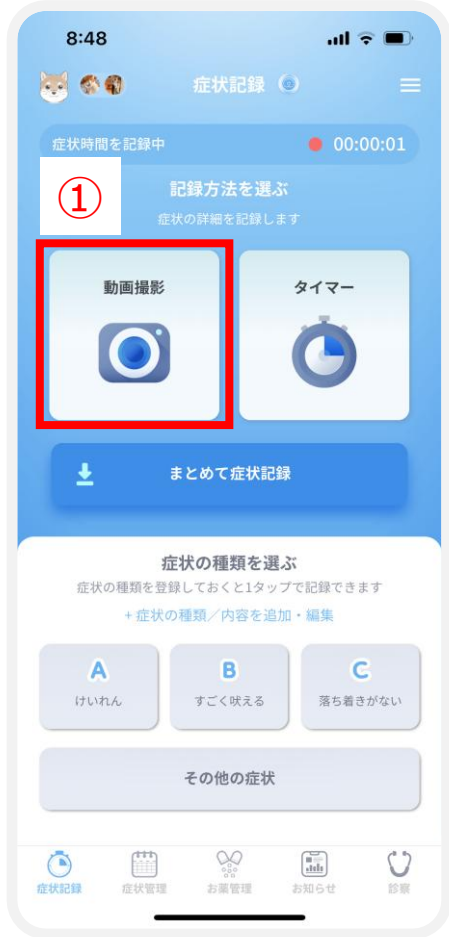 8:48
症状記録
症状時間を記録中
00:00:01
①
記録方法を選ぶ
症状の詳細を記録します
動画撮影
タイマー
まとめて症状記録
症状の種類を選ぶ
症状の種類を登録しておくと1タップで記録できます
+ 症状の種類／内容を追加・編集
A
B
C
けいれん
すごく吠える
落ち着きがない
その他の症状
症状記録
症状管理
お薬管理
お知らせ
診察